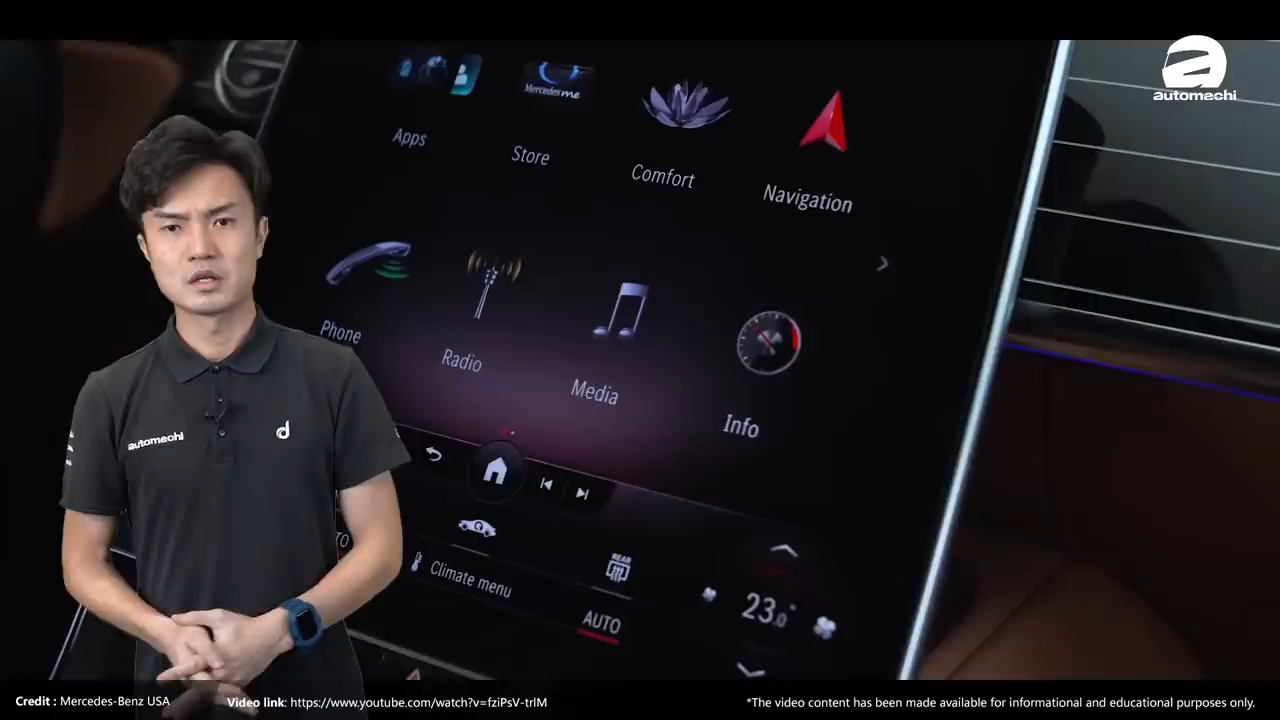 automachi
Mercedes me
Apps
Store
Comfort
Navigation
Phone
Radio
Media
Info
automachi
REAR
Climate menu
AUTO
23.0°
Credit : Mercedes-Benz USA
Video link: https://www.youtube.com/watch?v=fziPsV-trlM
*The video content has been made available for informational and educational purposes only.